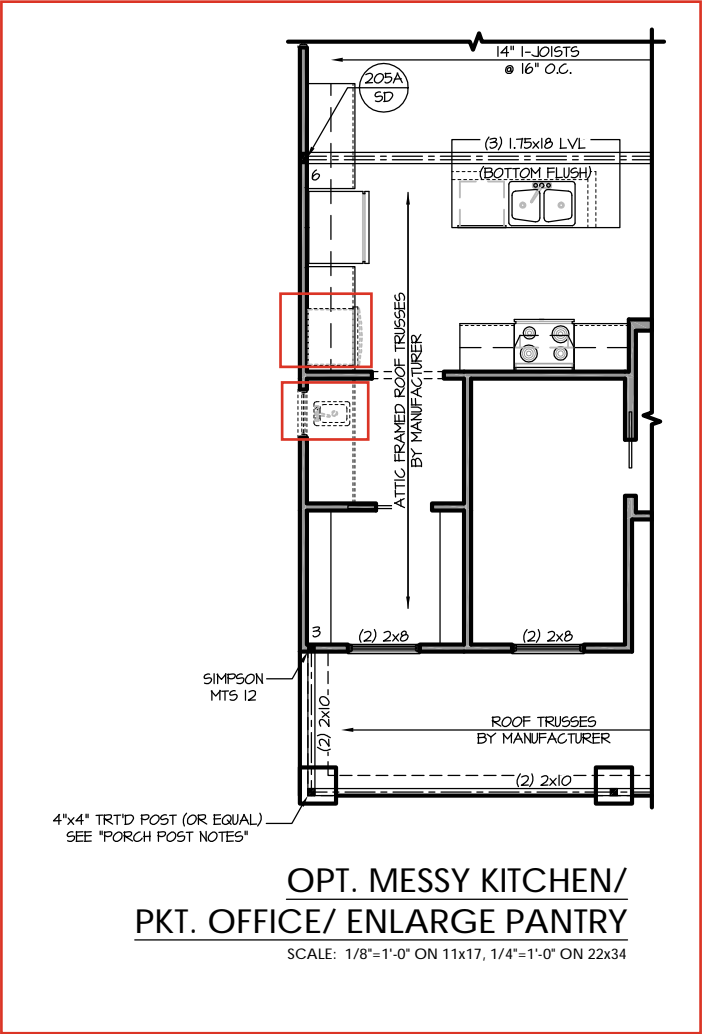 14" I-JOISTS
@ 16" O.C.
205A
SD
(3) 1.75x18 LVL
(BOTTOM FLUSH)
6
ATTIC FRAMED ROOF TRUSSES
BY MANUFACTURER
3
(2) 2x8
(2) 2x8
SIMPSON
MTS 12
(2) 2x10
ROOF TRUSSES
BY MANUFACTURER
(2) 2x10
4"x4" TRT'D POST (OR EQUAL)
SEE "PORCH POST NOTES"
OPT. MESSY KITCHEN/
PKT. OFFICE/ ENLARGE PANTRY
SCALE: 1/8"=1'-0" ON 11x17, 1/4"=1'-0" ON 22x34